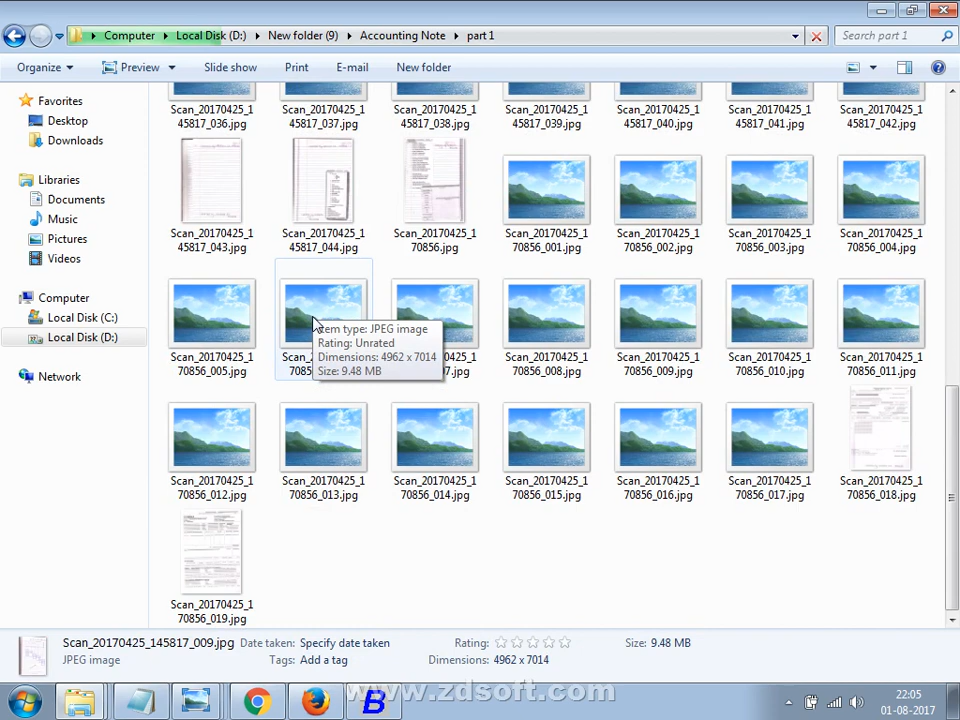 Computer Local Disk (D:) New folder (9) Accounting Note part 1
Search part 1
Organize Preview Slide show Print E-mail New folder
Favorites
Desktop
Downloads
Libraries
Documents
Music
Pictures
Videos
Computer
Local Disk (C:)
Local Disk (D:)
Network
Scan_20170425_1 Scan_20170425_1 Scan_20170425_1 Scan_20170425_1 Scan_20170425_1 Scan_20170425_1 Scan_20170425_1
45817_036.jpg 45817_037.jpg 45817_038.jpg 45817_039.jpg 45817_040.jpg 45817_041.jpg 45817_042.jpg
Scan_20170425_1 Scan_20170425_1 Scan_20170425_1 Scan_20170425_1 Scan_20170425_1 Scan_20170425_1 Scan_20170425_1
45817_043.jpg 45817_044.jpg 70856.jpg 70856_001.jpg 70856_002.jpg 70856_003.jpg 70856_004.jpg
Item type: JPEG image
Rating: Unrated
Dimensions: 4962 x 7014
Size: 9.48 MB
Scan_20170425_1 Scan_20170425_1 Scan_20170425_1 Scan_20170425_1 Scan_20170425_1
70856_005.jpg 70856_008.jpg 70856_009.jpg 70856_010.jpg 70856_011.jpg
Scan_20170425_1 Scan_20170425_1 Scan_20170425_1 Scan_20170425_1 Scan_20170425_1 Scan_20170425_1 Scan_20170425_1
70856_012.jpg 70856_013.jpg 70856_014.jpg 70856_015.jpg 70856_016.jpg 70856_017.jpg 70856_018.jpg
Scan_20170425_1
70856_019.jpg
Scan_20170425_145817_009.jpg Date taken: Specify date taken Rating: Size: 9.48 MB
JPEG image Tags: Add a tag Dimensions: 4962 x 7014
www.zdsoft.com
B
22:05
01-08-2017